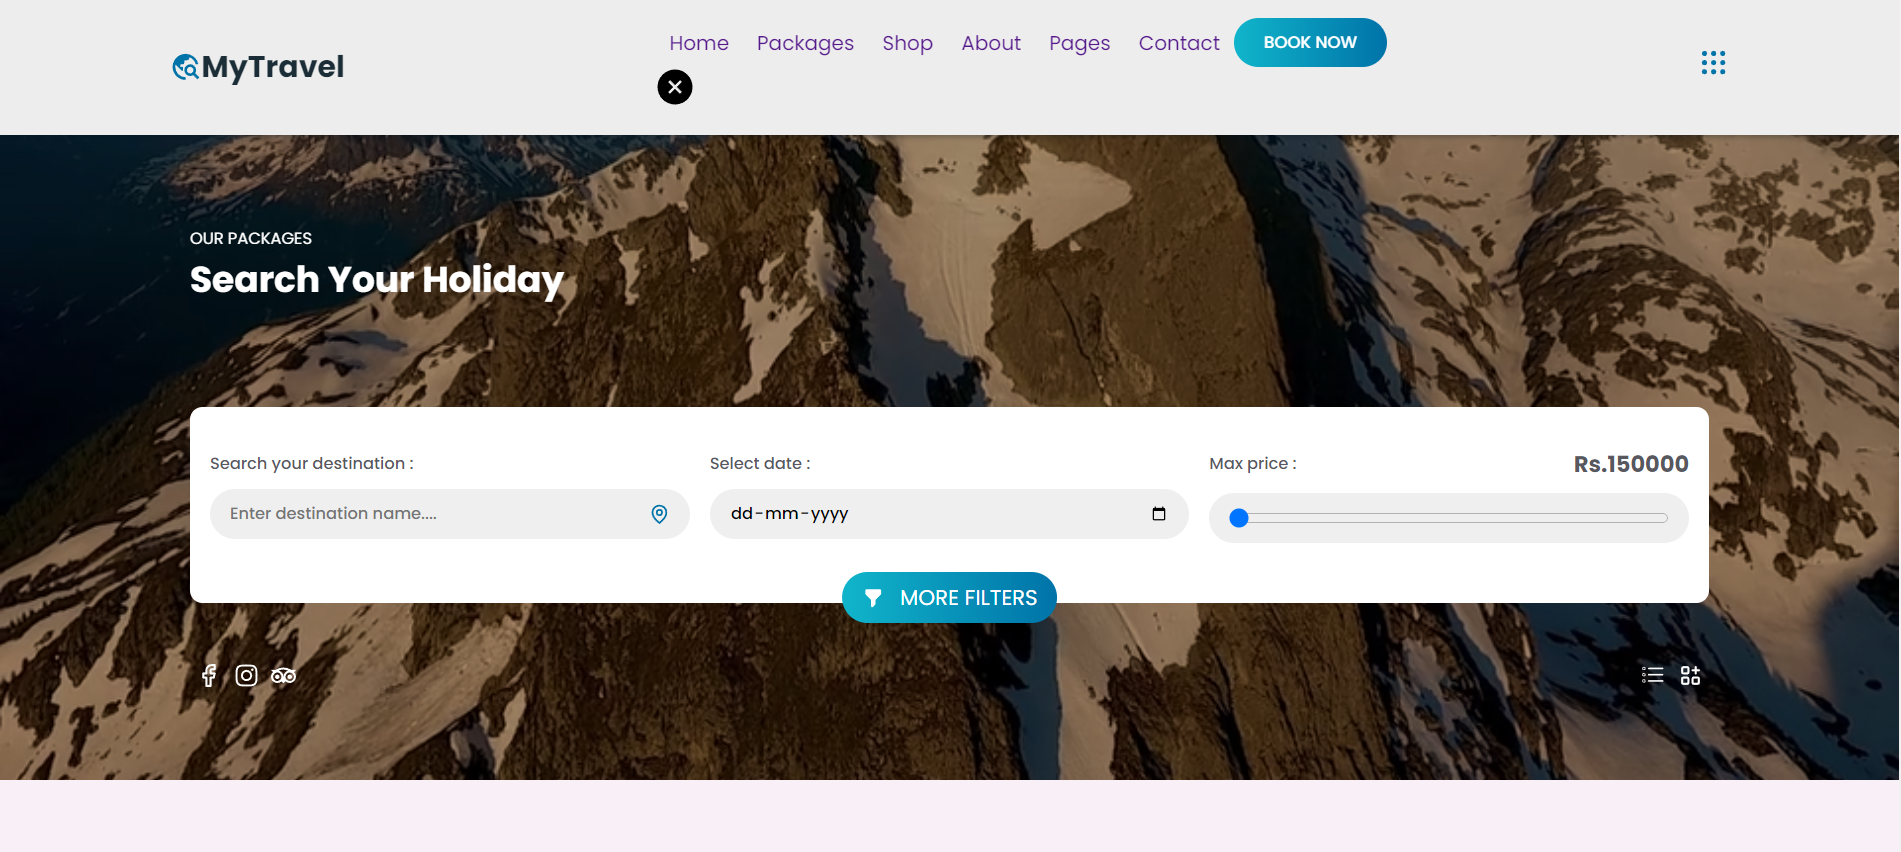 MyTravel
Home Packages Shop About Pages Contact BOOK NOW
OUR PACKAGES
Search Your Holiday
Search your destination : Select date : Max price : Rs.150000
Enter destination name.... dd-mm-yyyy
MORE FILTERS